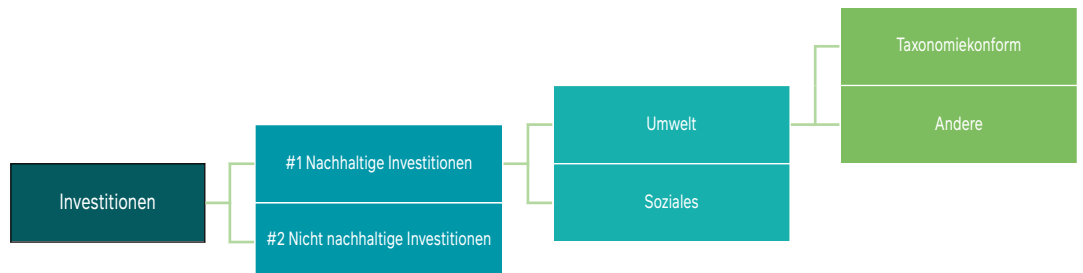 Investitionen
#1 Nachhaltige Investitionen
#2 Nicht nachhaltige Investitionen
Umwelt
Soziales
Taxonomiekonform
Andere